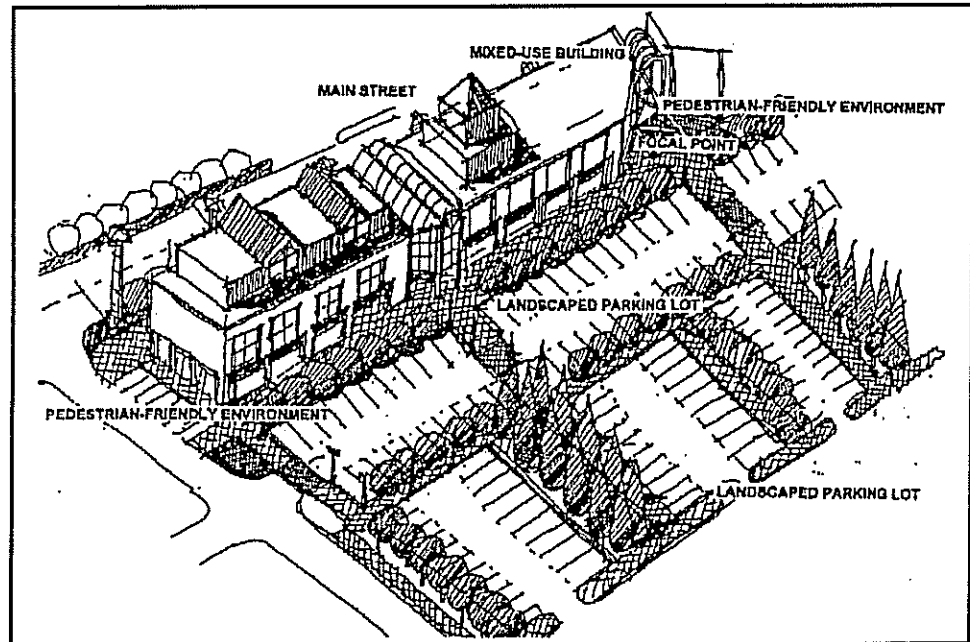 MIXED-USE BUILDING
MAIN STREET
PEDESTRIAN-FRIENDLY ENVIRONMENT
FOCAL POINT
LANDSCAPED PARKING LOT
PEDESTRIAN-FRIENDLY ENVIRONMENT
LANDSCAPED PARKING LOT